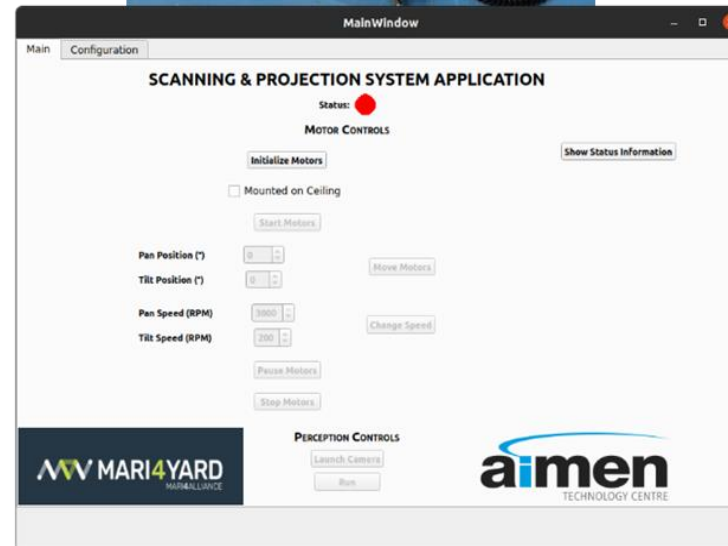 MainWindow
Main Configuration
SCANNING & PROJECTION SYSTEM APPLICATION
Status:
MOTOR CONTROLS
Initialize Motors
Show Status Information
Mounted on Ceiling
Start Motors
Pan Position (°) 0
Move Motors
Tilt Position (°) 0
Pan Speed (RPM) 3000
Change Speed
Tilt Speed (RPM) 200
Pause Motors
Stop Motors
PERCEPTION CONTROLS
Launch Camera
Run
MARI4YARD
MARI4ALLIANCE
aimen
TECHNOLOGY CENTRE